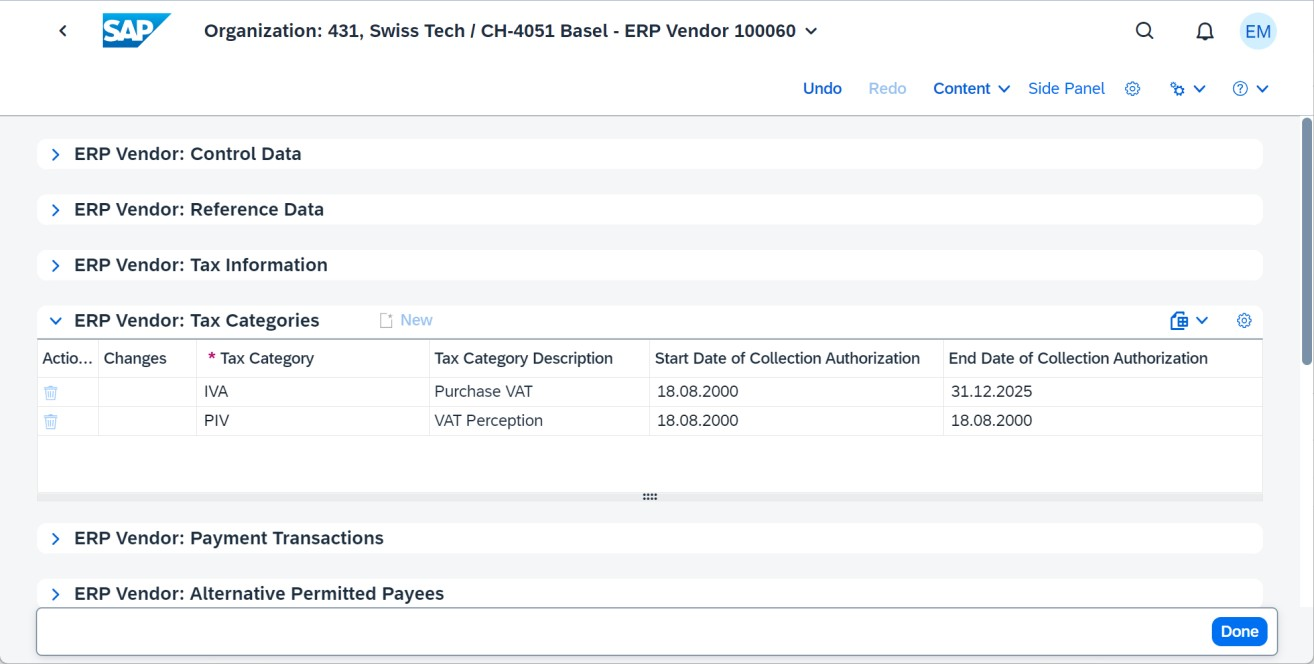 SAP Organization: 431, Swiss Tech / CH-4051 Basel - ERP Vendor 100060 EM
Undo Redo Content Side Panel
ERP Vendor: Control Data
ERP Vendor: Reference Data
ERP Vendor: Tax Information
ERP Vendor: Tax Categories New
Actio... Changes * Tax Category Tax Category Description Start Date of Collection Authorization End Date of Collection Authorization
IVA Purchase VAT 18.08.2000 31.12.2025
PIV VAT Perception 18.08.2000 18.08.2000
ERP Vendor: Payment Transactions
ERP Vendor: Alternative Permitted Payees
Done